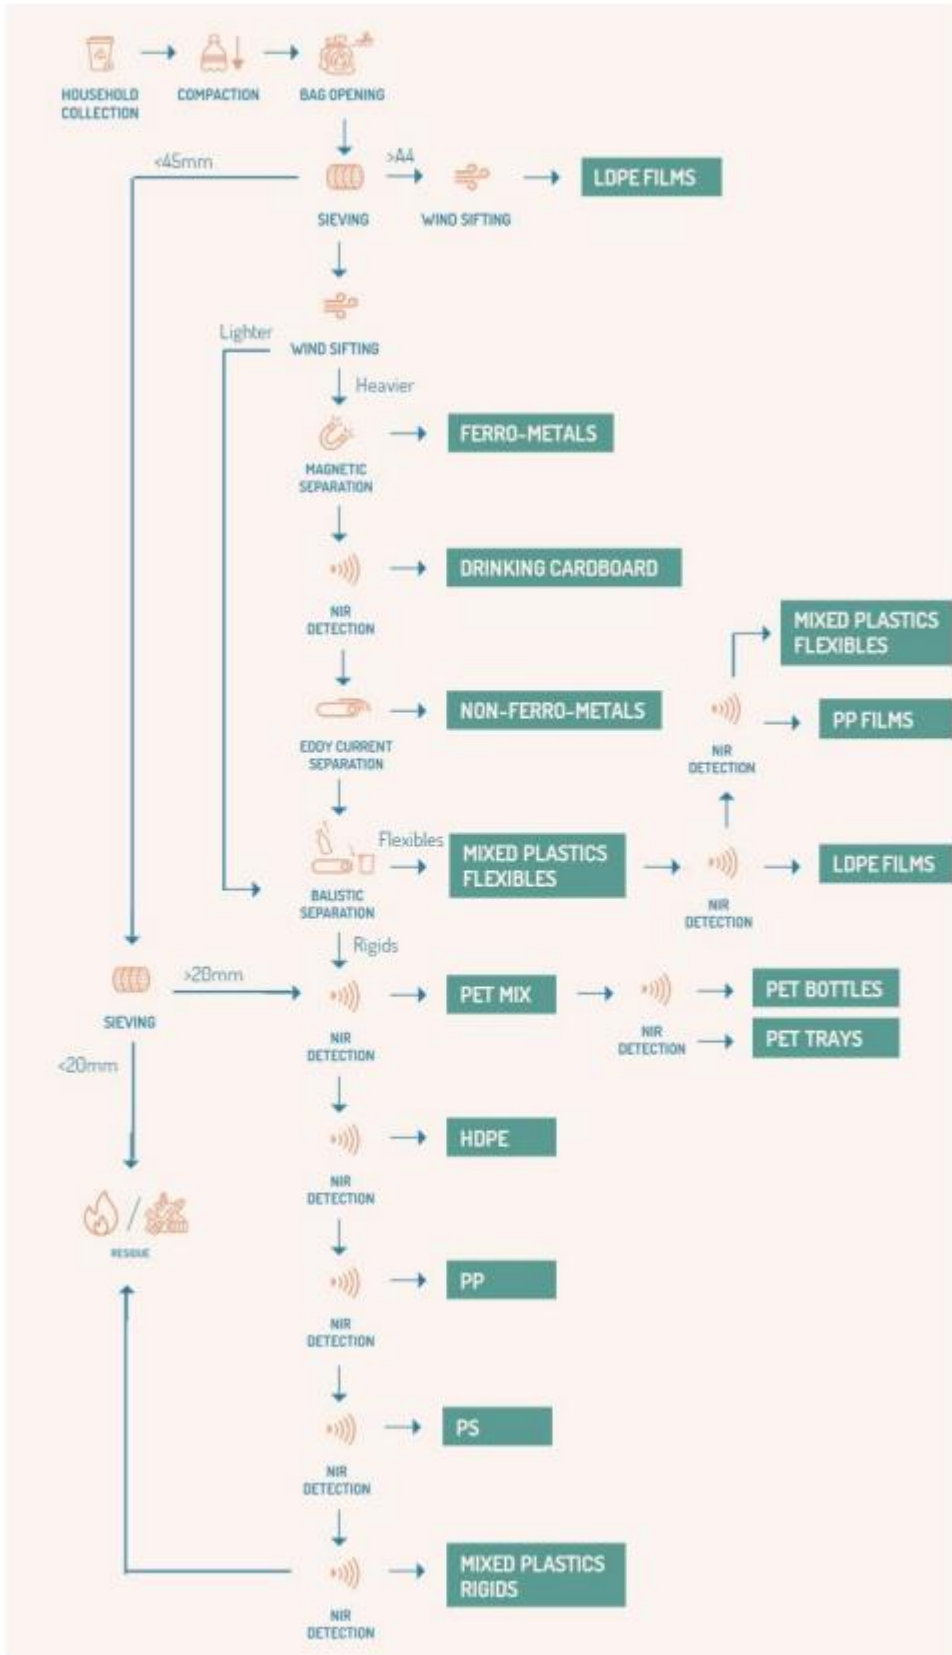 HOUSEHOLD
COLLECTION
COMPACTION
BAG OPENING
<45mm
>A4
SIEVING
WIND SIFTING
LDPE FILMS
Lighter
WIND SIFTING
Heavier
MAGNETIC
SEPARATION
FERRO-METALS
NIR
DETECTION
DRINKING CARDBOARD
EDDY CURRENT
SEPARATION
NON-FERRO-METALS
MIXED PLASTICS
FLEXIBLES
NIR
DETECTION
PP FILMS
BALISTIC
SEPARATION
Flexibles
MIXED PLASTICS
FLEXIBLES
NIR
DETECTION
LDPE FILMS
Rigids
SIEVING
>20mm
NIR
DETECTION
PET MIX
NIR
DETECTION
PET BOTTLES
PET TRAYS
<20mm
NIR
DETECTION
HDPE
RESIDUE
NIR
DETECTION
PP
NIR
DETECTION
PS
NIR
DETECTION
MIXED PLASTICS
RIGIDS